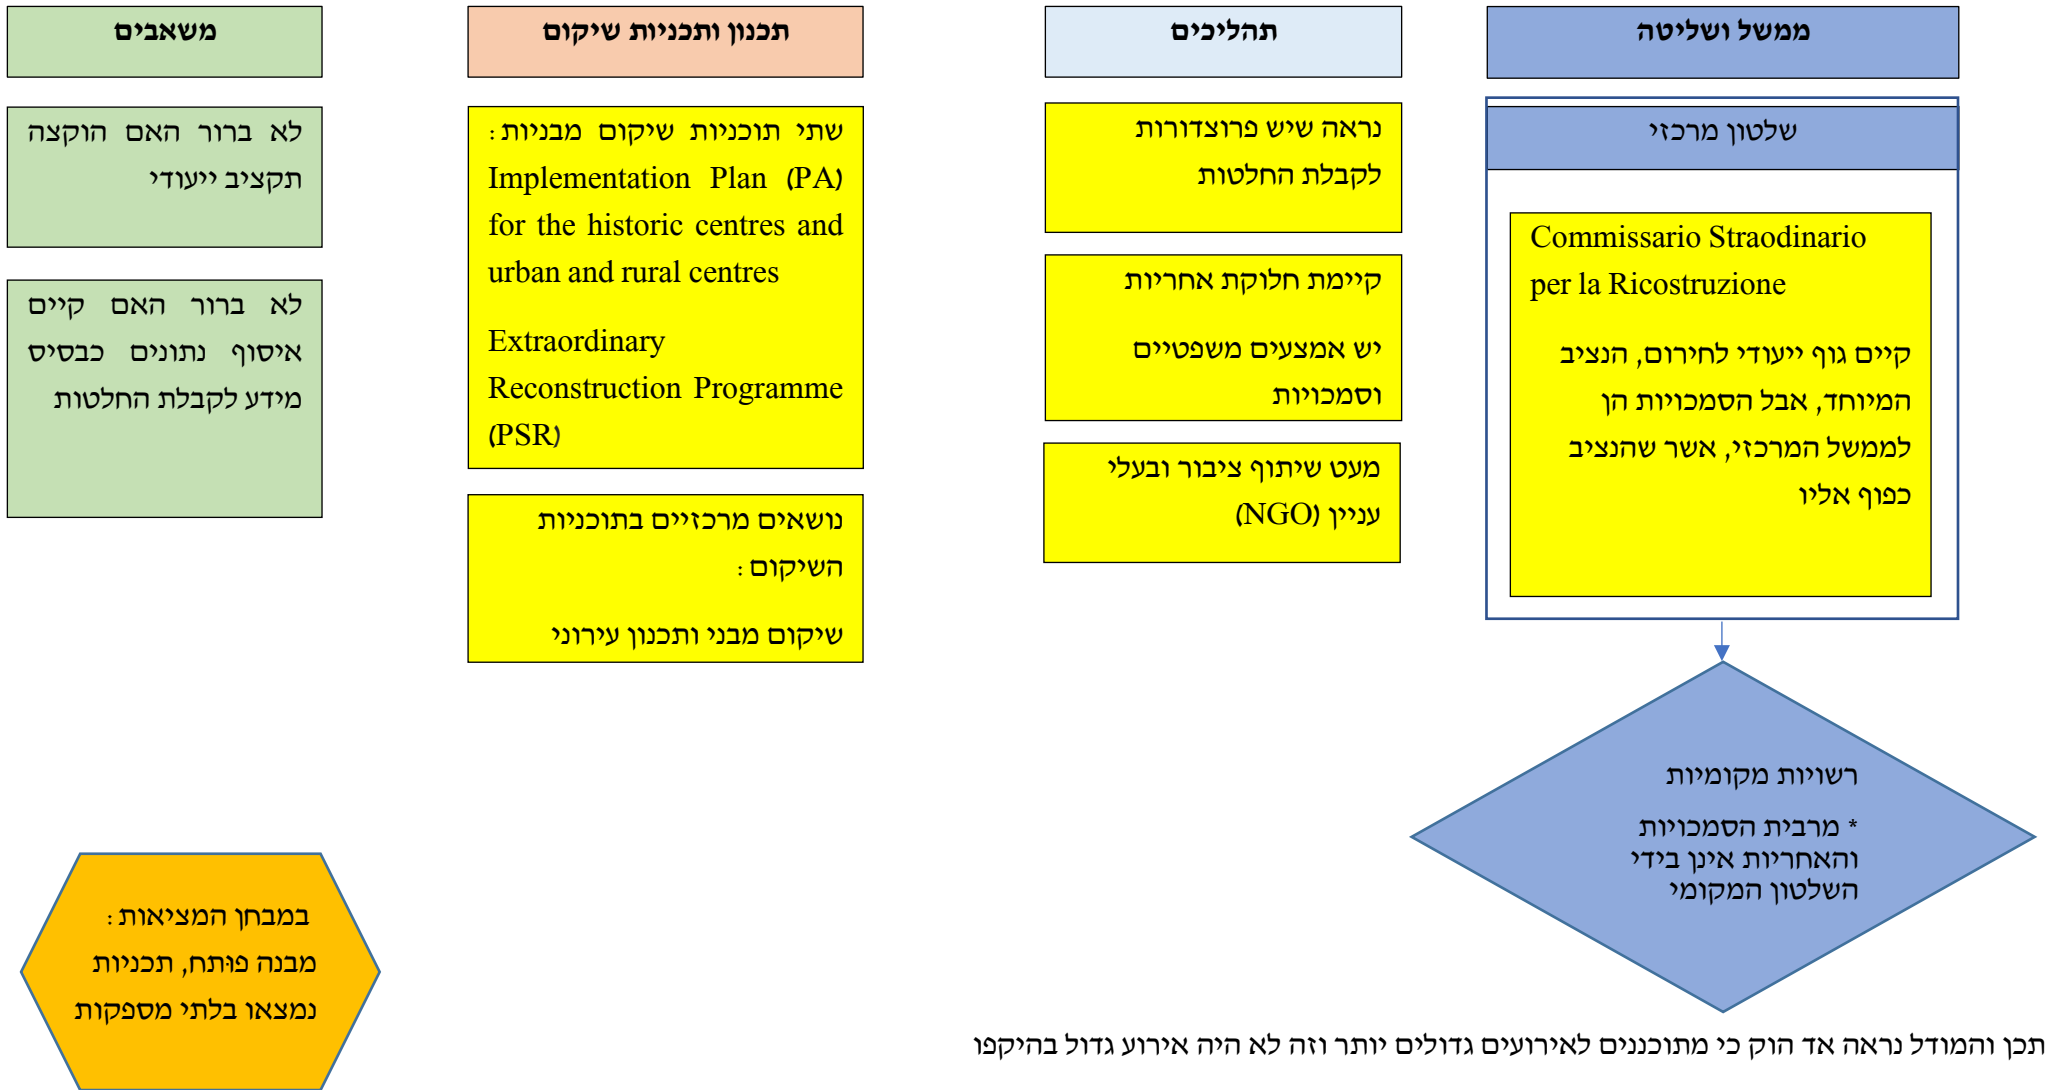 ממשל ושליטה
שלטון מרכזי
Commissario Straodinario
per la Ricostruzione
קיים גוף ייעודי לחירום, הנציב
המיוחד, אבל הסמכויות הן
לממשל המרכזי, אשר שהנציב
כפוף אליו
רשויות מקומיות
* מרבית הסמכויות
והאחריות אינן בידי
השלטון המקומי
תהליכים
נראה שיש פרוצדורות
לקבלת החלטות
קיימת חלוקת אחריות
יש אמצעים משפטיים
וסמכויות
מעט שיתוף ציבור ובעלי
עניין (NGO)
תכנון ותכניות שיקום
שתי תוכניות שיקום מבניות:
Implementation Plan (PA)
for the historic centres and
urban and rural centres
Extraordinary
Reconstruction Programme
(PSR)
נושאים מרכזיים בתוכניות
השיקום:
שיקום מבני ותכנון עירוני
משאבים
לא ברור האם הוקצה
תקציב ייעודי
לא ברור האם קיים
איסוף נתונים כבסיס
מידע לקבלת החלטות
במבחן המציאות:
מבנה פותח, תכניות
נמצאו בלתי מספקות
תכן והמודל נראה אד הוק כי מתוכננים לאירועים גדולים יותר וזה לא היה אירוע גדול בהיקפו